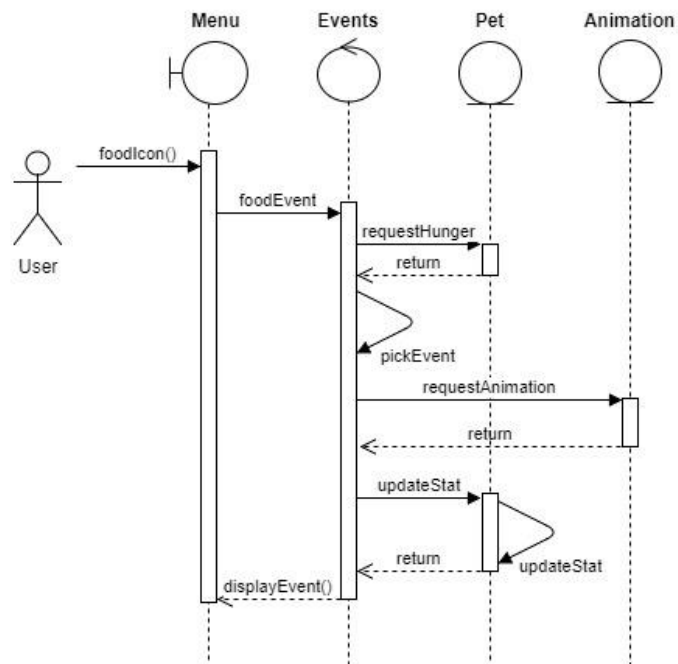 Menu
Events
Pet
Animation
foodIcon()
User
foodEvent
requestHunger
return
pickEvent
requestAnimation
return
updateStat
updateStat
return
displayEvent()